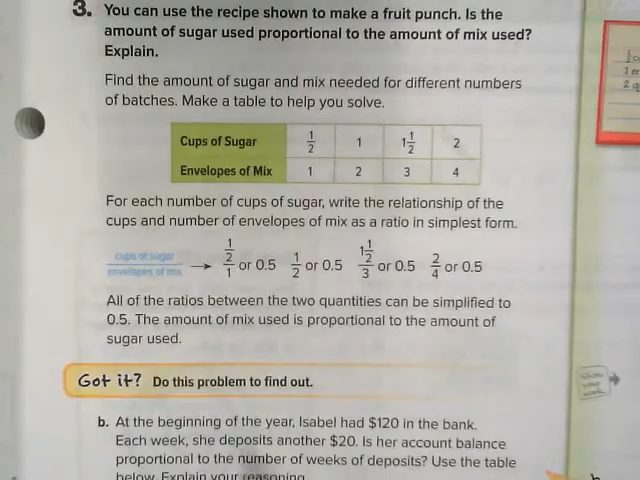 3. You can use the recipe shown to make a fruit punch. Is the
amount of sugar used proportional to the amount of mix used?
Explain.
Find the amount of sugar and mix needed for different numbers
of batches. Make a table to help you solve.
Cups of Sugar 1/2 1 1 1/2 2
Envelopes of Mix 1 2 3 4
For each number of cups of sugar, write the relationship of the
cups and number of envelopes of mix as a ratio in simplest form.
cups of sugar/envelopes of mix → 1/2/1 or 0.5 1/2 or 0.5 1 1/2/3 or 0.5 2/4 or 0.5
All of the ratios between the two quantities can be simplified to
0.5. The amount of mix used is proportional to the amount of
sugar used.
Got it? Do this problem to find out.
b. At the beginning of the year, Isabel had $120 in the bank.
Each week, she deposits another $20. Is her account balance
proportional to the number of weeks of deposits? Use the table
below. Explain your reasoning.
Show
your
work